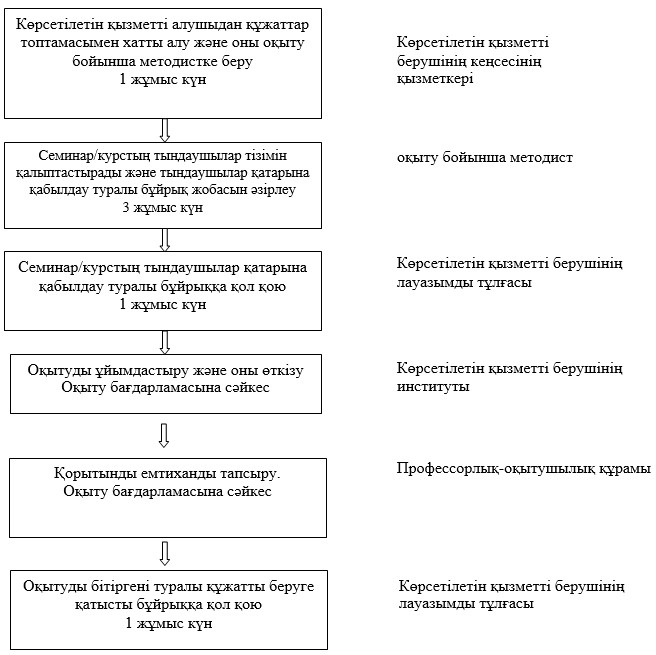 Көрсетілетін қызметті алушыдан құжаттар
топтамасымен хатты алу және оны оқыту
бойынша методистке беру
1 жұмыс күн
Көрсетілетін қызметті
берушінің кеңсесінің
қызметкері
Семинар/курстың тыңдаушылар тізімін
қалыптастырады және тыңдаушылар қатарына
қабылдау туралы бұйрық жобасын әзірлеу
3 жұмыс күн
оқыту бойынша методист
Семинар/курстың тыңдаушылар қатарына
қабылдау туралы бұйрыққа қол қою
1 жұмыс күн
Көрсетілетін қызметті берушінің
лауазымды тұлғасы
Оқытуды ұйымдастыру және оны өткізу
Оқыту бағдарламасына сәйкес
Көрсетілетін қызметті берушінің
институты
Қорытынды емтиханды тапсыру.
Оқыту бағдарламасына сәйкес
Профессорлық-оқытушылық құрамы
Оқытуды бітіргені туралы құжатты беруге
қатысты бұйрыққа қол қою
1 жұмыс күн
Көрсетілетін қызметті берушінің
лауазымды тұлғасы